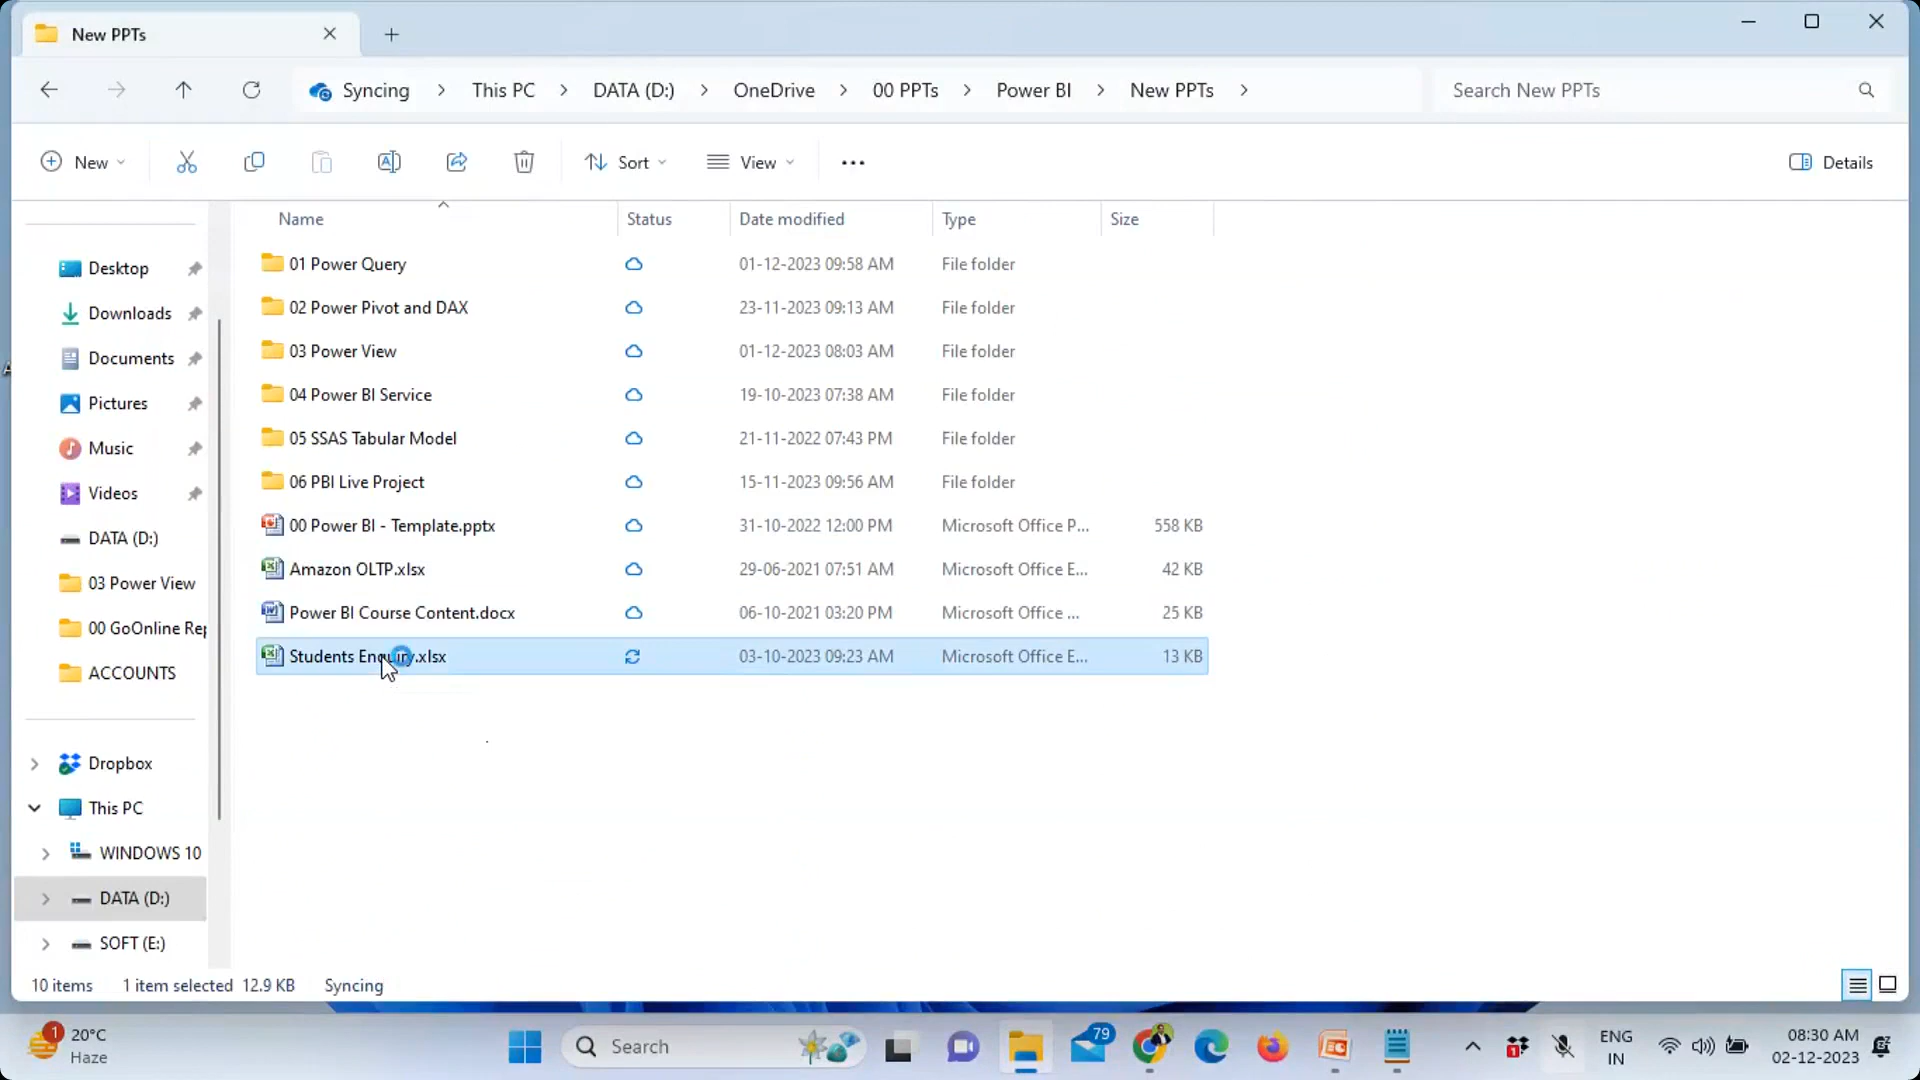 New PPTs
Syncing This PC DATA (D:) OneDrive 00 PPTs Power BI New PPTs
Search New PPTs
New Sort View Details
Name Status Date modified Type Size
Desktop
Downloads
Documents
Pictures
Music
Videos
DATA (D:)
03 Power View
00 GoOnline Rep
ACCOUNTS
Dropbox
This PC
WINDOWS 10
DATA (D:)
SOFT (E:)
01 Power Query 01-12-2023 09:58 AM File folder
02 Power Pivot and DAX 23-11-2023 09:13 AM File folder
03 Power View 01-12-2023 08:03 AM File folder
04 Power BI Service 19-10-2023 07:38 AM File folder
05 SSAS Tabular Model 21-11-2022 07:43 PM File folder
06 PBI Live Project 15-11-2023 09:56 AM File folder
00 Power BI - Template.pptx 31-10-2022 12:00 PM Microsoft Office P... 558 KB
Amazon OLTP.xlsx 29-06-2021 07:51 AM Microsoft Office E... 42 KB
Power BI Course Content.docx 06-10-2021 03:20 PM Microsoft Office ... 25 KB
Students Enquiry.xlsx 03-10-2023 09:23 AM Microsoft Office E... 13 KB
10 items 1 item selected 12.9 KB Syncing
1 20°C
Haze
Search
79
1
ENG
IN
08:30 AM
02-12-2023